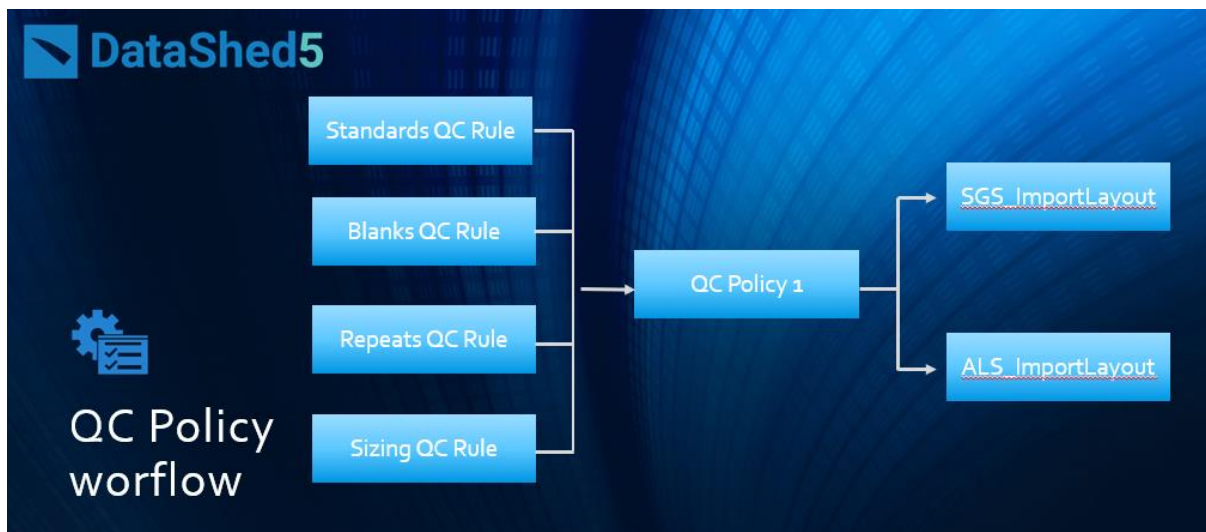 DataShed5
Standards QC Rule
Blanks QC Rule
Repeats QC Rule
Sizing QC Rule
QC Policy 1
SGS_ImportLayout
ALS_ImportLayout
QC Policy
worflow